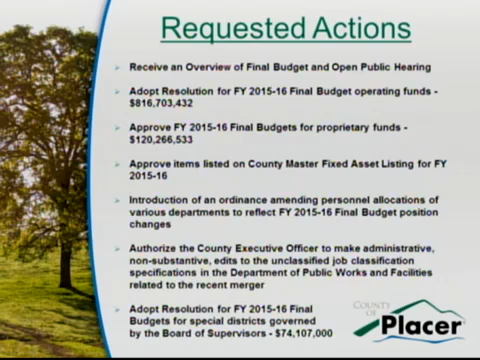 Requested Actions
Receive an Overview of Final Budget and Open Public Hearing
Adopt Resolution for FY 2015-16 Final Budget operating funds -
$816,703,432
Approve FY 2015-16 Final Budgets for proprietary funds -
$120,266,533
Approve items listed on County Master Fixed Asset Listing for FY
2015-16
Introduction of an ordinance amending personnel allocations of
various departments to reflect FY 2015-16 Final Budget position
changes
Authorize the County Executive Officer to make administrative,
non-substantive, edits to the unclassified job classification
specifications in the Department of Public Works and Facilities
related to the recent merger
Adopt Resolution for FY 2015-16 Final
Budgets for special districts governed
by the Board of Supervisors - $74,107,000
COUNTY
OF
Placer